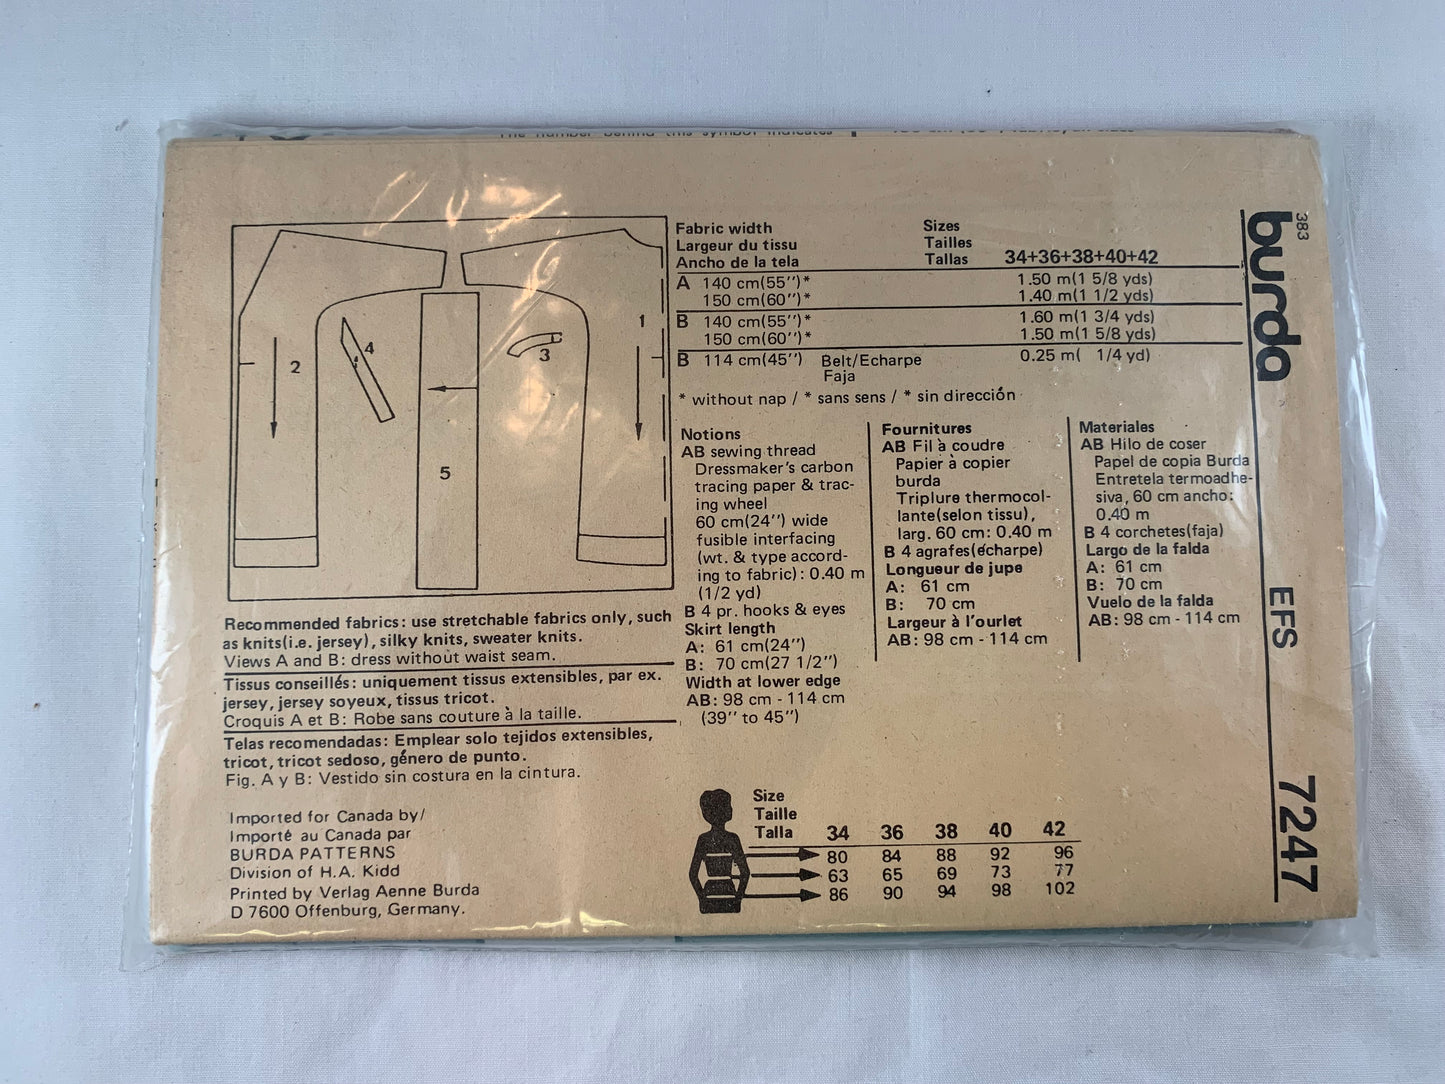 The number behind this symbol indicates
Fabric width
Largeur du tissu
Ancho de la tela
Sizes
Tailles
Tallas 34+36+38+40+42
A 140 cm(55'')* 1.50 m(1 5/8 yds)
150 cm(60'')* 1.40 m(1 1/2 yds)
B 140 cm(55'')* 1.60 m(1 3/4 yds)
150 cm(60'')* 1.50 m(1 5/8 yds)
B 114 cm(45'') Belt/Echarpe 0.25 m( 1/4 yd)
Faja
* without nap / * sans sens / * sin dirección
1
2
3
4
5
Notions
AB sewing thread
Dressmaker's carbon
tracing paper & trac-
ing wheel
60 cm(24'') wide
fusible interfacing
(wt. & type accord-
ing to fabric): 0.40 m
(1/2 yd)
B 4 pr. hooks & eyes
Skirt length
A: 61 cm(24'')
B: 70 cm(27 1/2'')
Width at lower edge
AB: 98 cm - 114 cm
(39'' to 45'')
Fournitures
AB Fil à coudre
Papier à copier
burda
Triplure thermocol-
lante(selon tissu),
larg. 60 cm: 0.40 m
B 4 agrafes(écharpe)
Longueur de jupe
A: 61 cm
B: 70 cm
Largeur à l'ourlet
AB: 98 cm - 114 cm
Materiales
AB Hilo de coser
Papel de copia Burda
Entretela termoadhe-
siva, 60 cm ancho:
0.40 m
B 4 corchetes(faja)
Largo de la falda
A: 61 cm
B: 70 cm
Vuelo de la falda
AB: 98 cm - 114 cm
Recommended fabrics: use stretchable fabrics only, such
as knits(i.e. jersey), silky knits, sweater knits.
Views A and B: dress without waist seam.
Tissus conseillés: uniquement tissus extensibles, par ex.
jersey, jersey soyeux, tissus tricot.
Croquis A et B: Robe sans couture à la taille.
Telas recomendadas: Emplear solo tejidos extensibles,
tricot, tricot sedoso, género de punto.
Fig. A y B: Vestido sin costura en la cintura.
Imported for Canada by/
Importé au Canada par
BURDA PATTERNS
Division of H.A. Kidd
Printed by Verlag Aenne Burda
D 7600 Offenburg, Germany.
Size
Taille
Talla 34 36 38 40 42
80 84 88 92 96
63 65 69 73 77
86 90 94 98 102
383
burda
EFS
7247